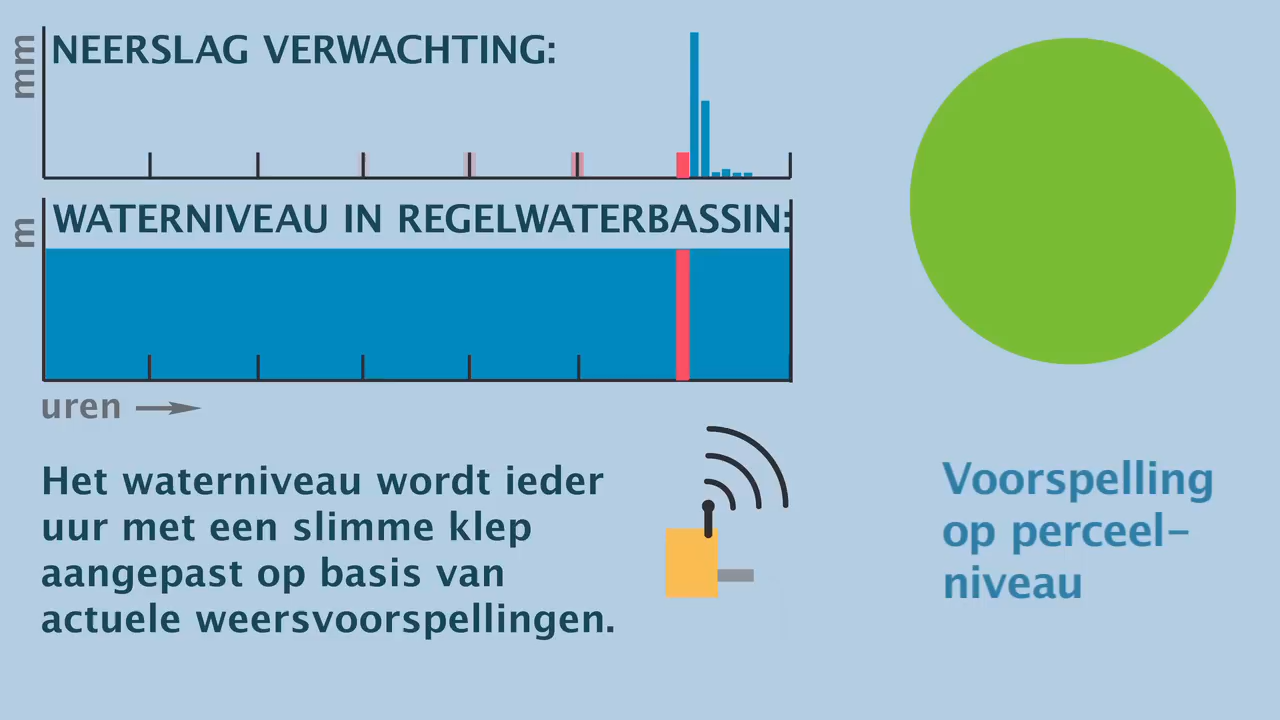 mm
NEERSLAG VERWACHTING:
m
WATERNIVEAU IN REGELWATERBASSIN:
uren
Het waterniveau wordt ieder
uur met een slimme klep
aangepast op basis van
actuele weersvoorspellingen.
Voorspelling
op perceel-
niveau